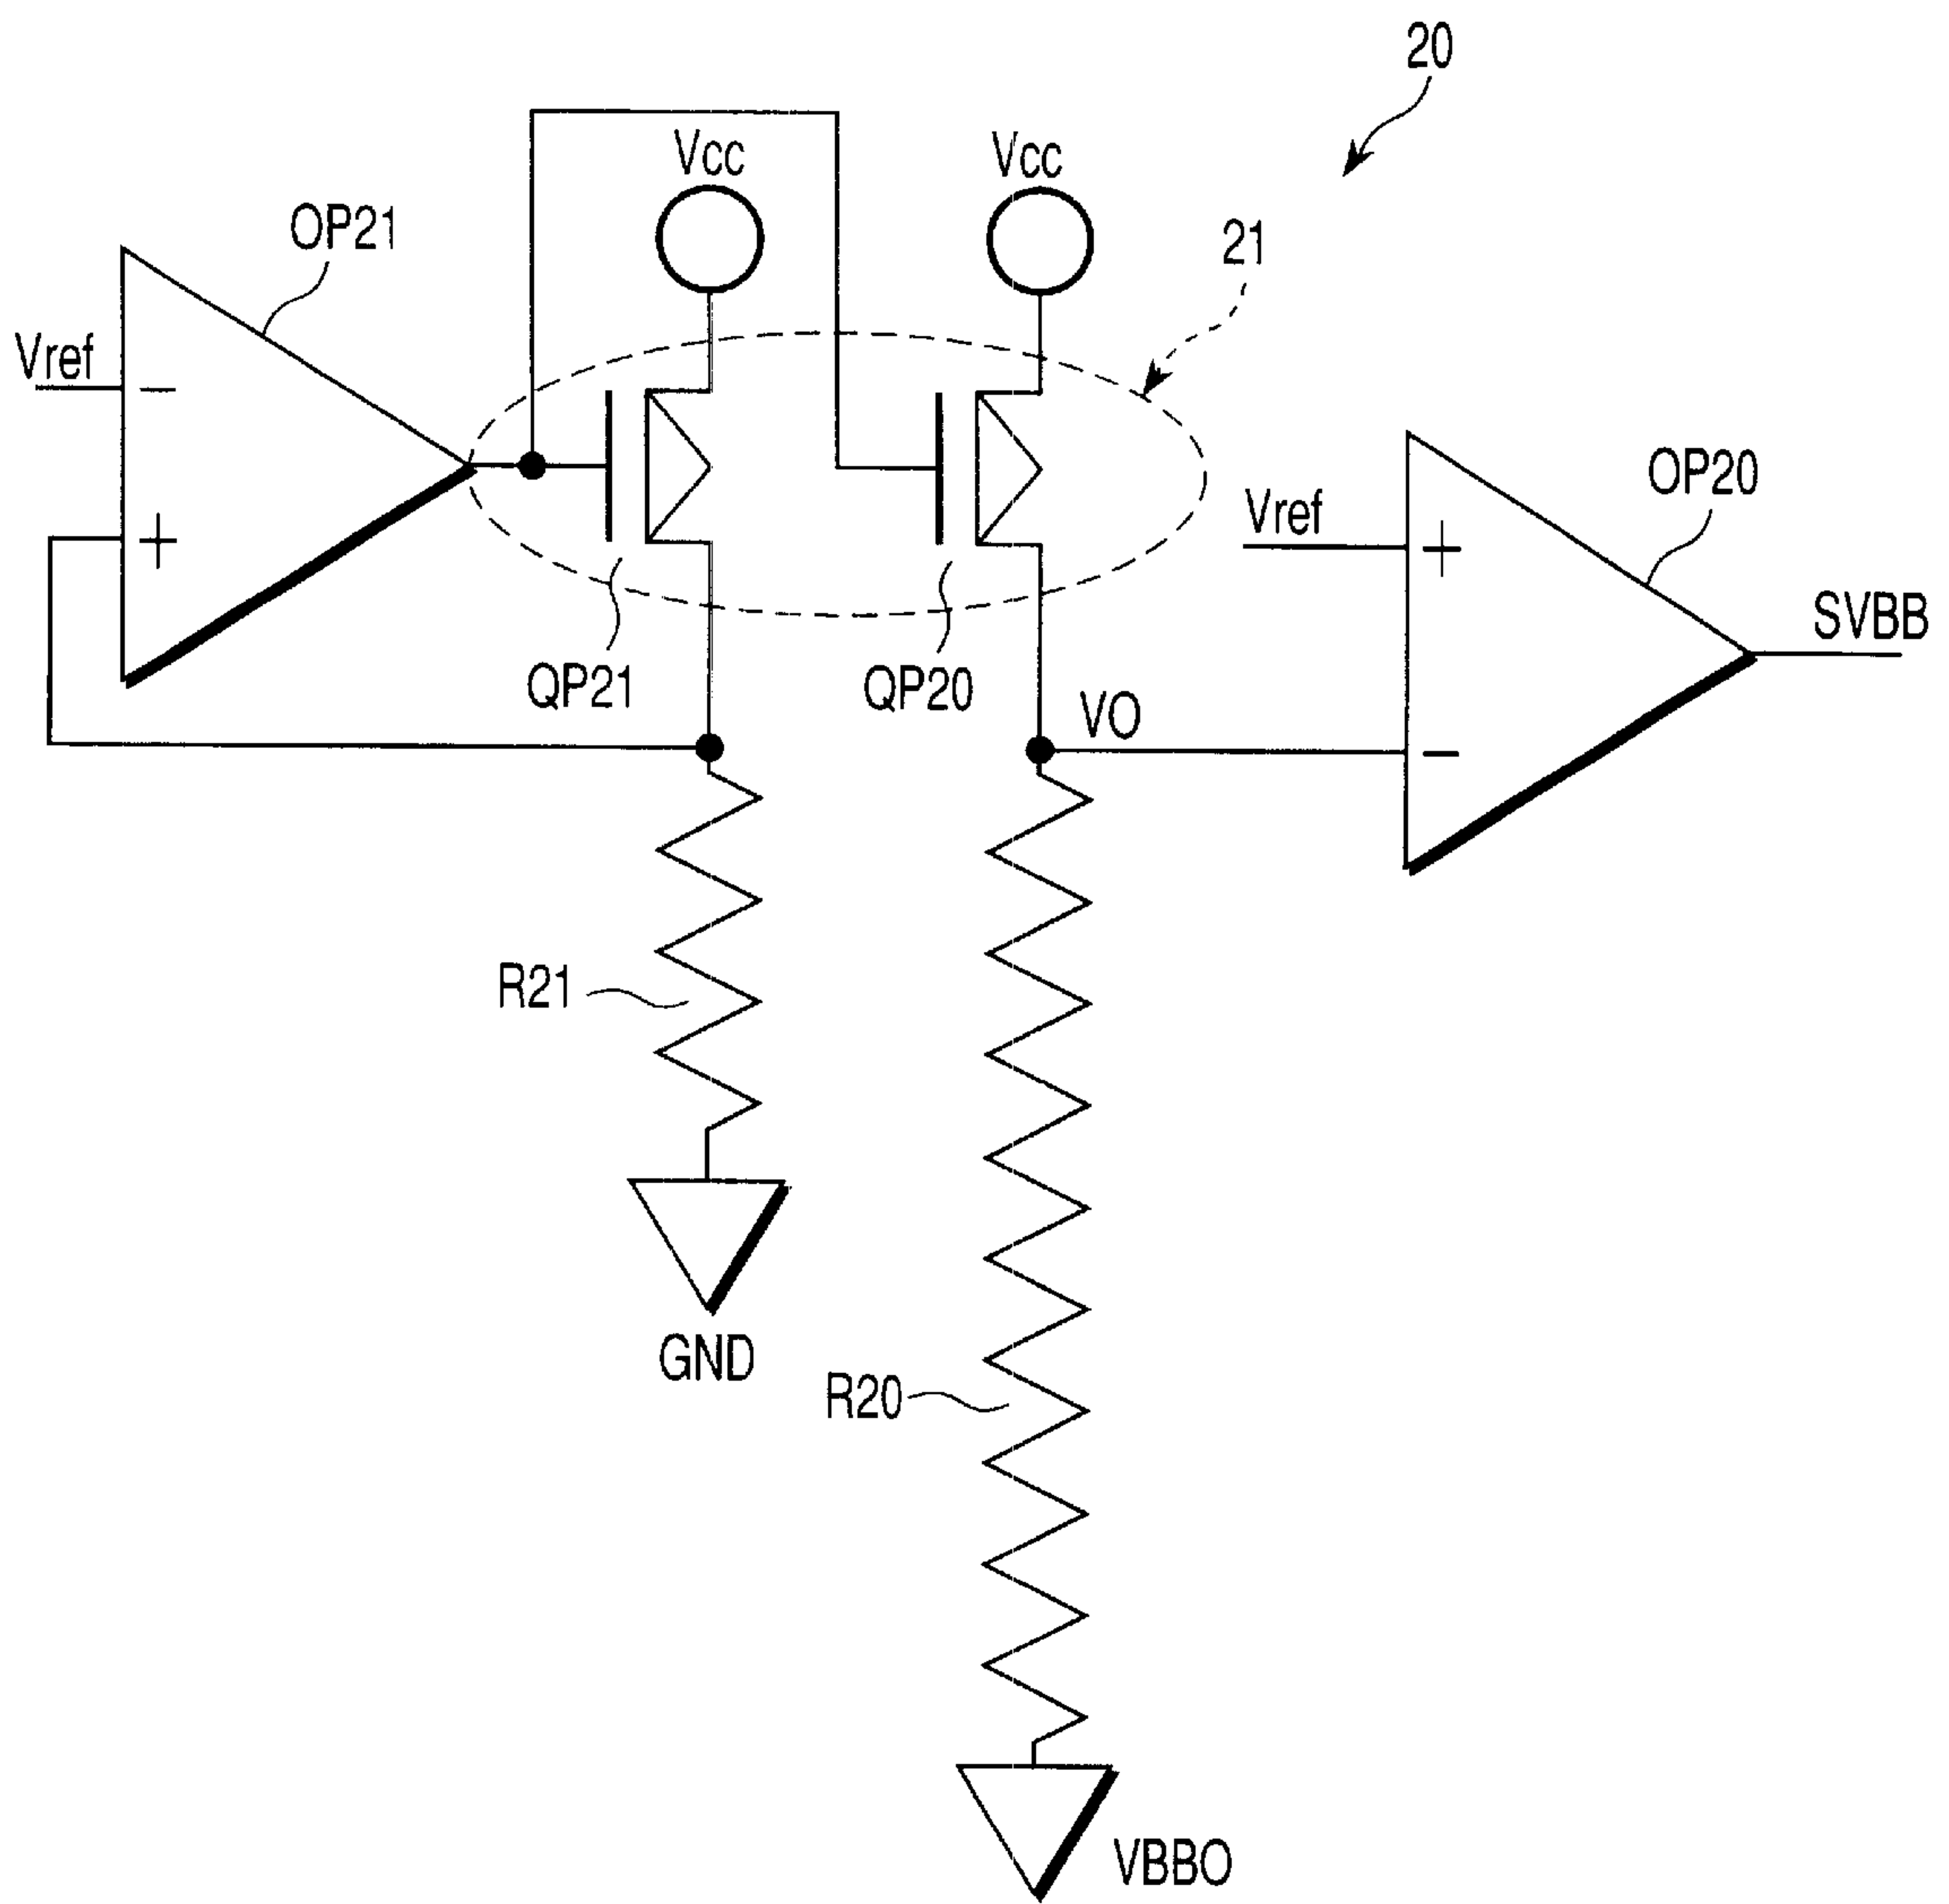 20
Vcc
Vcc
OP21
21
Vref
−
OP20
Vref
+
+
SVBB
QP21
QP20
VO
−
R21
GND
R20
VBBO